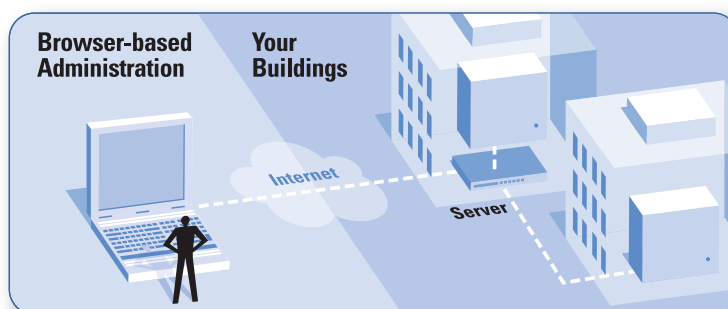 Browser-based
Administration
Your
Buildings
Internet
Server